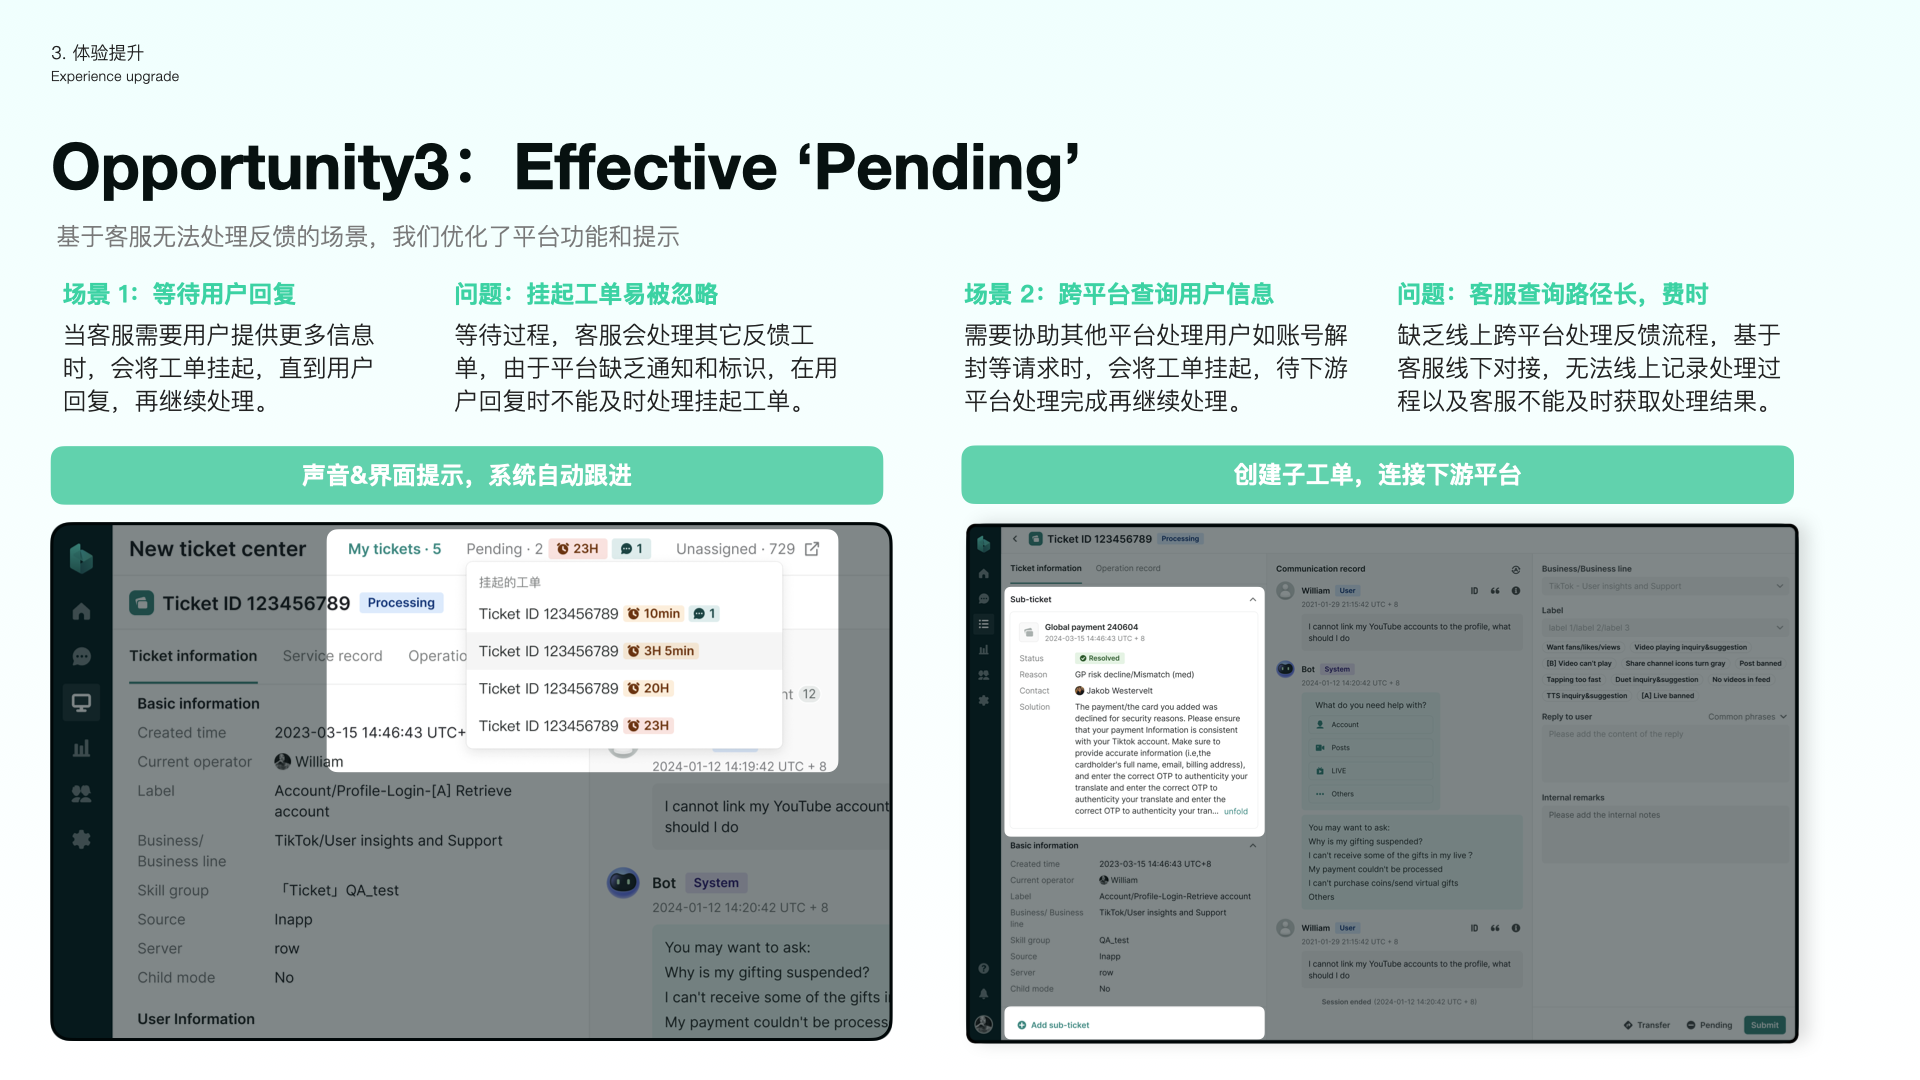 3. 体验提升
Experience upgrade
Opportunity3：Effective ‘Pending’
基于客服无法处理反馈的场景，我们优化了平台功能和提示
场景 1：等待用户回复
当客服需要用户提供更多信息
时，会将工单挂起，直到用户
回复，再继续处理。
问题：挂起工单易被忽略
等待过程，客服会处理其它反馈工
单，由于平台缺乏通知和标识，在用
户回复时不能及时处理挂起工单。
场景 2：跨平台查询用户信息
需要协助其他平台处理用户如账号解
封等请求时，会将工单挂起，待下游
平台处理完成再继续处理。
问题：客服查询路径长，费时
缺乏线上跨平台处理反馈流程，基于
客服线下对接，无法线上记录处理过
程以及客服不能及时获取处理结果。
声音&界面提示，系统自动跟进
创建子工单，连接下游平台
New ticket center
My tickets · 5 Pending · 2 23H 1 Unassigned · 729
挂起的工单
Ticket ID 123456789 10min 1
Ticket ID 123456789 3H 5min
Ticket ID 123456789 20H
Ticket ID 123456789 23H
Ticket ID 123456789 Processing
Ticket information Service record Operatio
nt 12
Basic information
Created time 2023-03-15 14:46:43 UTC+
Current operator William
Label Account/Profile-Login-[A] Retrieve
account
Business/ TikTok/User insights and Support
Business line
Skill group 「Ticket」QA_test
Source Inapp
Server row
Child mode No
User Information
2024-01-12 14:19:42 UTC + 8
I cannot link my YouTube account
should I do
Bot System
2024-01-12 14:20:42 UTC + 8
You may want to ask:
Why is my gifting suspended?
I can't receive some of the gifts i
My payment couldn't be process
Ticket ID 123456789 Processing
Ticket information Operation record
Sub-ticket
Global payment 240604
2024-03-15 14:46:43 UTC + 8
Status Resolved
Reason GP risk decline/Mismatch (med)
Contact Jakob Westervelt
Solution The payment/the card you added was
declined for security reasons. Please ensure
that your payment Information is consistent
with your Tiktok account. Make sure to
provide accurate information (i.e,the
cardholder's full name, email, billing address),
and enter the correct OTP to authenticity your
translate and enter the correct OTP to
authenticity your translate and enter the
correct OTP to authenticity your tran... unfold
Basic information
Created time 2023-03-15 14:46:43 UTC+8
Current operator William
Label Account/Profile-Login-Retrieve account
Business/ Business TikTok/User insights and Support
line
Skill group QA_test
Source Inapp
Server row
Child mode No
Add sub-ticket
Communication record
William User ID
2021-01-29 21:15:42 UTC + 8
I cannot link my YouTube accounts to the profile, what
should I do
Bot System
2024-01-12 14:20:42 UTC + 8
What do you need help with?
Account
Posts
LIVE
Others
You may want to ask:
Why is my gifting suspended?
I can't receive some of the gifts in my live ?
My payment couldn't be processed
I can't purchase coins/send virtual gifts
Others
William User ID
2021-01-29 21:15:42 UTC + 8
I cannot link my YouTube accounts to the profile, what
should I do
Session ended (2024-01-12 14:20:42 UTC + 8)
Business/Business line
TikTok - User insights and Support
Label
label 1/label 2/label 3
Want fans/likes/views Video playing inquiry&suggestion
[B] Video can't play Share channel icons turn gray Post banned
Tapping too fast Duet inquiry&suggestion No videos in feed
TTS inquiry&suggestion [A] Live banned
Reply to user Common phrases
Please add the content of the reply
Internal remarks
Please add the internal notes
Transfer Pending Submit